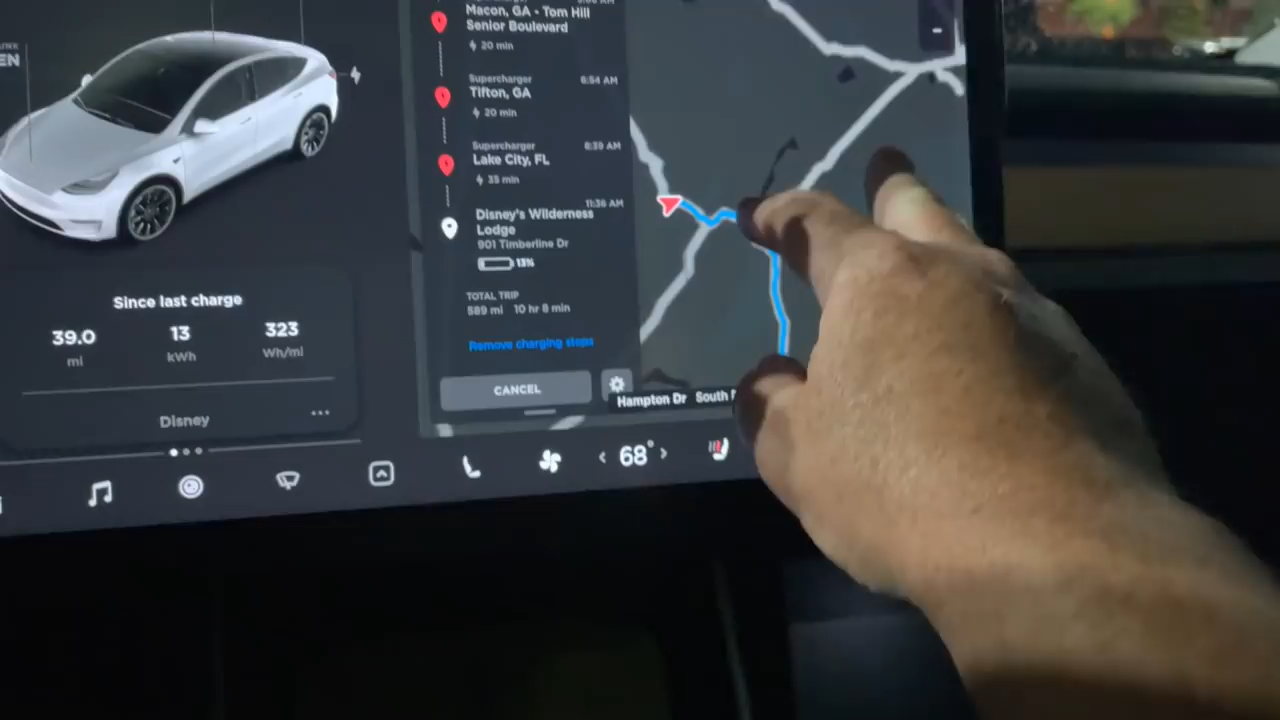 EN
Macon, GA - Tom Hill
Senior Boulevard
20 min
Supercharger 6:54 AM
Tifton, GA
20 min
Supercharger 8:39 AM
Lake City, FL
35 min
11:36 AM
Disney's Wilderness
Lodge
901 Timberline Dr
13%
TOTAL TRIP
589 mi 10 hr 8 min
Remove charging stops
CANCEL
Hampton Dr South
Since last charge
39.0 13 323
mi kWh Wh/mi
Disney
68°